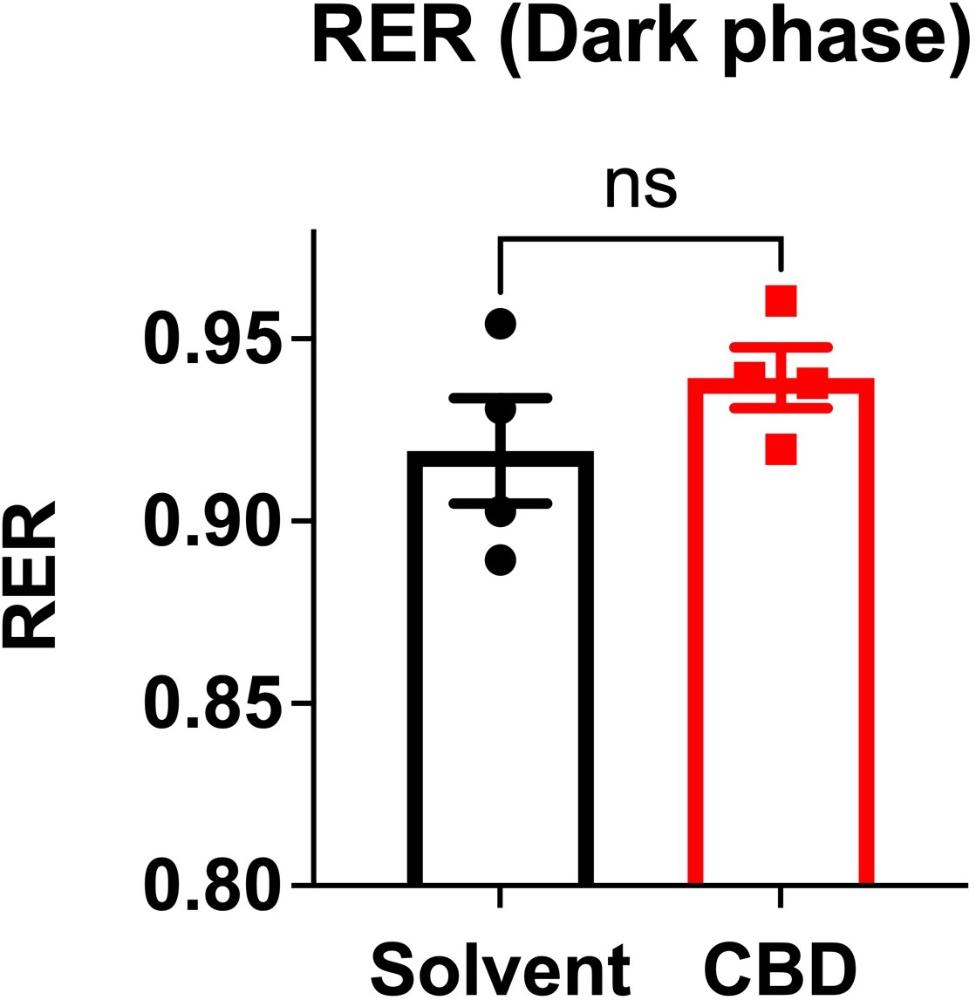 RER (Dark phase)
ns
0.95
0.90
0.85
0.80
RER
Solvent CBD